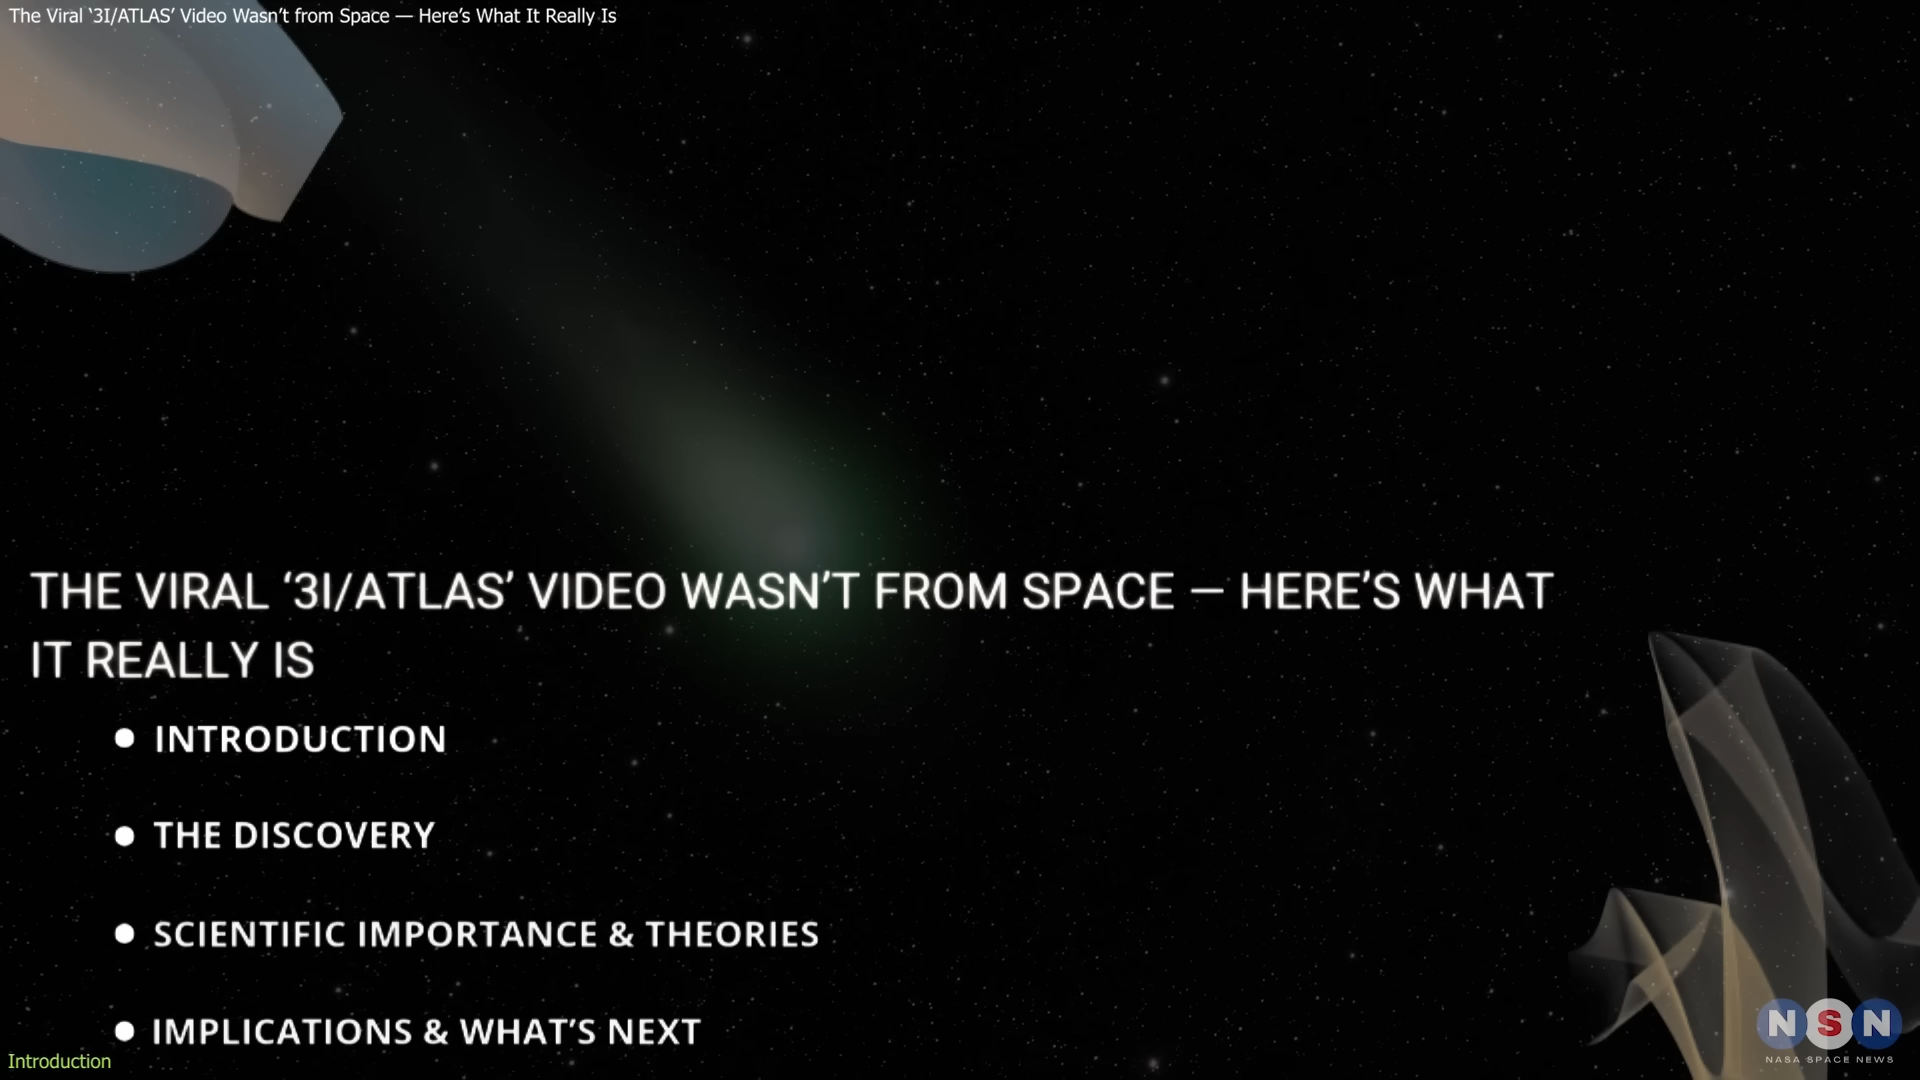 The Viral ‘3I/ATLAS’ Video Wasn’t from Space — Here’s What It Really Is
THE VIRAL ‘3I/ATLAS’ VIDEO WASN’T FROM SPACE — HERE’S WHAT
IT REALLY IS
INTRODUCTION
THE DISCOVERY
SCIENTIFIC IMPORTANCE & THEORIES
IMPLICATIONS & WHAT’S NEXT
Introduction
NSN
NASA SPACE NEWS